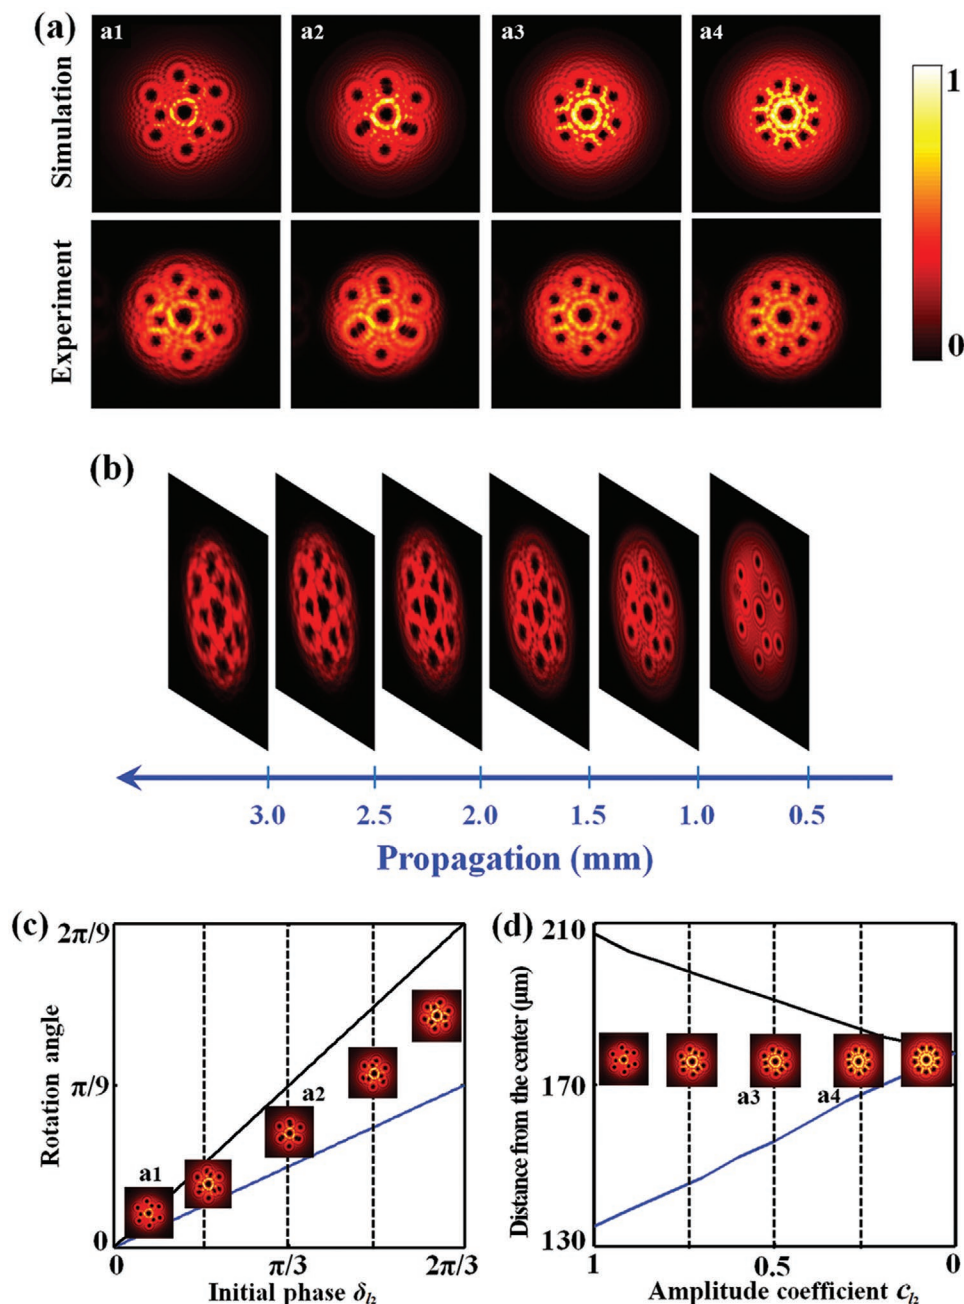 (a)
a1 a2 a3 a4
Simulation
Experiment
1
0
(b)
3.0 2.5 2.0 1.5 1.0 0.5
Propagation (mm)
(c)
2π/9
π/9
0
Rotation angle
a1
a2
0 π/3 2π/3
Initial phase δl₂
(d)
210
170
130
Distance from the center (μm)
a3 a4
1 0.5 0
Amplitude coefficient cl₂